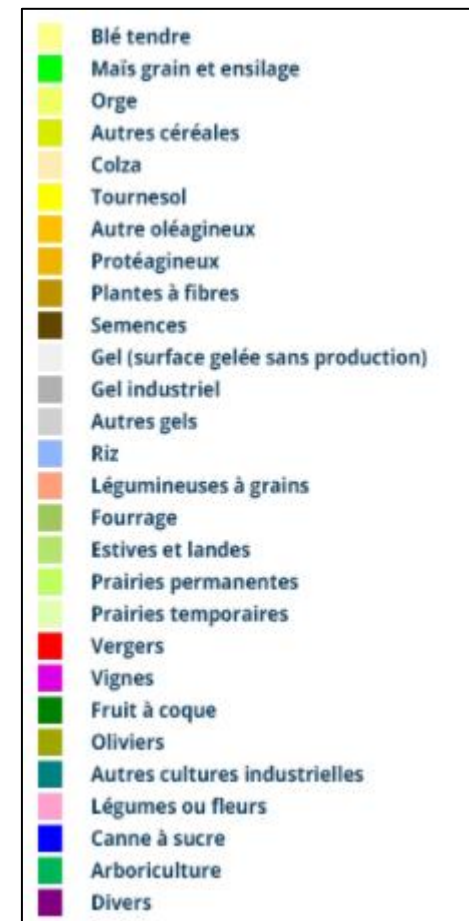 Blé tendre
Maïs grain et ensilage
Orge
Autres céréales
Colza
Tournesol
Autre oléagineux
Protéagineux
Plantes à fibres
Semences
Gel (surface gelée sans production)
Gel industriel
Autres gels
Riz
Légumineuses à grains
Fourrage
Estives et landes
Prairies permanentes
Prairies temporaires
Vergers
Vignes
Fruit à coque
Oliviers
Autres cultures industrielles
Légumes ou fleurs
Canne à sucre
Arboriculture
Divers